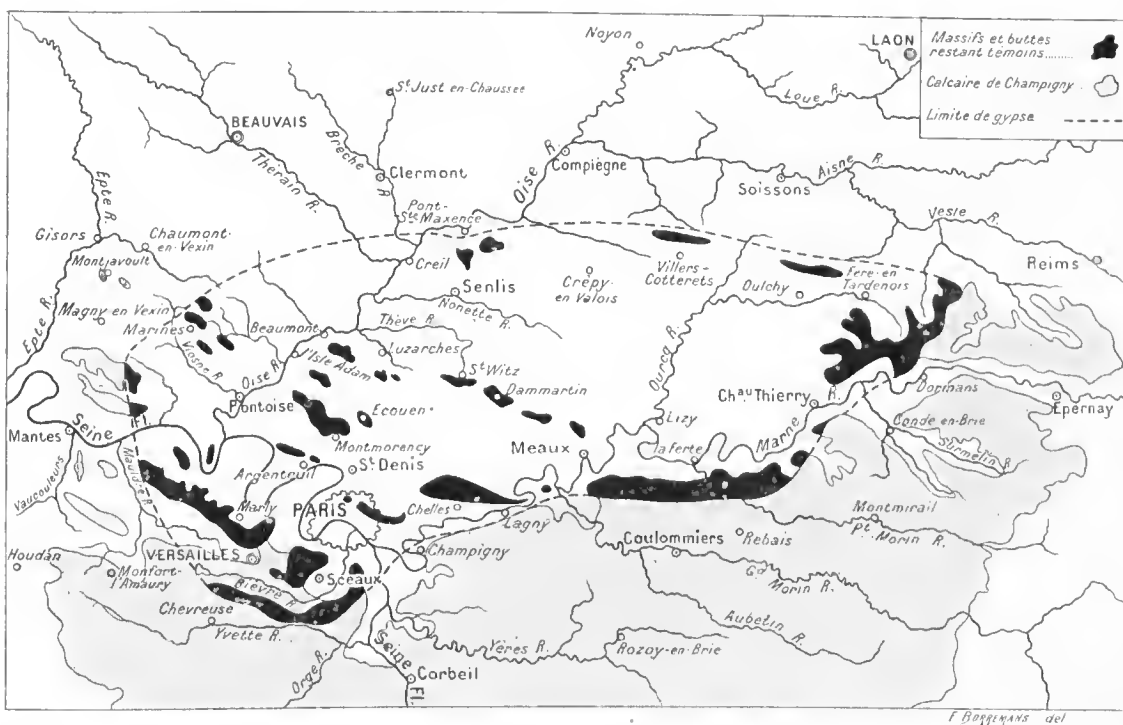 Massifs et buttes
restant témoins
Calcaire de Champigny
Limite de gypse
Noyon
LAON
St Just en-Chaussée
Loue R.
BEAUVAIS
Brêche R
Oise R.
Clermont
Compiègne
Aisne R.
Thérain R.
Soissons
Epte R.
Pont-
Ste Maxence
Vesle R.
Gisors
Chaumont-
en-Vexin
Montjavoult
Creil
Villers-
Cotterets
Reims
Senlis
Crépy-
en Valois
Oulchy
Fère-en
Tardenois
Nonette R.
Magny-en Vexin
Marines
Beaumont
Thève R.
Epte R.
Viosne R.
l'Isle Adam
Luzarches
St Witz
Ourcq R.
Oise R.
Dammartin
Dormans
Pontoise
Ecouen
Chau Thierry
R.
Epernay
Lizy
Condé en-Brie
Seine
Mantes
Montmorency
Meaux
la Ferté
Marne
Surmelin R.
Argenteuil
St Denis
Vaucouleurs
Mauldre R.
Marly
PARIS
Chelles
Lagny
Montmirail
VERSAILLES
Champigny
Coulommiers
Rebais
Pt. Morin R.
Houdan
Monfort-
l'Amaury
Sceaux
Bièvre R.
Gd Morin R.
Chevreuse
Yvette R.
Aubetin R.
Seine
Yéres R.
Rozoy-en-Brie
Orge R.
Corbeil
Fl.
F BORREMANS del